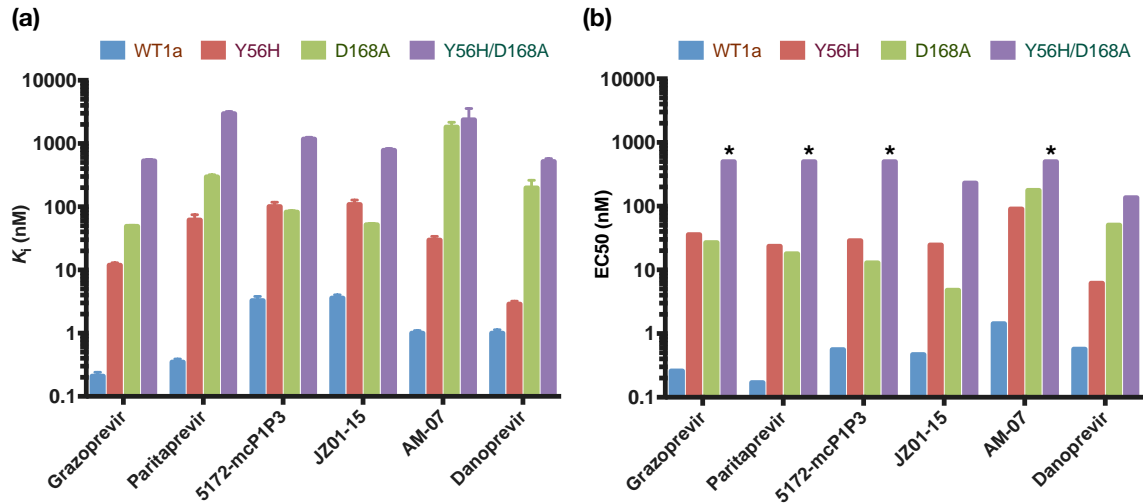 (a)
WT1a Y56H D168A Y56H/D168A
10000
1000
100
10
1
0.1
Ki (nM)
Grazoprevir
Paritaprevir
5172-mcP1P3
JZ01-15
AM-07
Danoprevir
(b)
WT1a Y56H D168A Y56H/D168A
10000
1000
100
10
1
0.1
EC50 (nM)
* * * *
Grazoprevir
Paritaprevir
5172-mcP1P3
JZ01-15
AM-07
Danoprevir